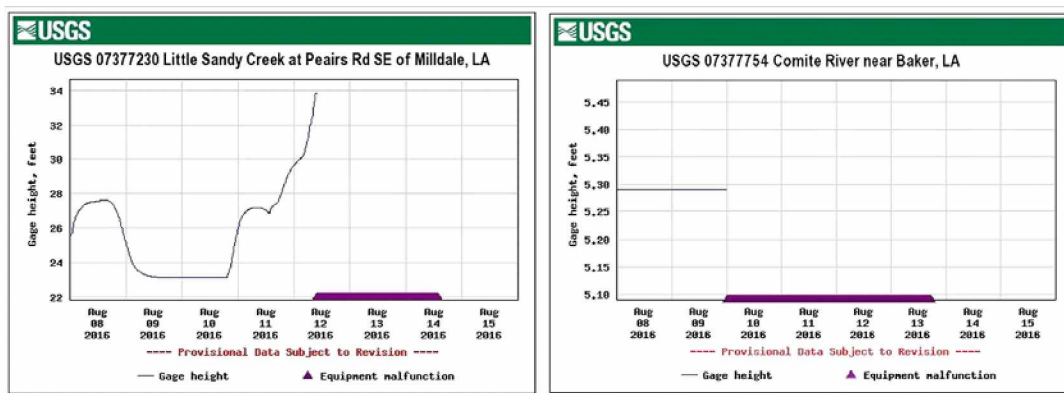 USGS
USGS 07377230 Little Sandy Creek at Peairs Rd SE of Milldale, LA
Gage height, feet
34
32
30
28
26
24
22
Aug 08 2016
Aug 09 2016
Aug 10 2016
Aug 11 2016
Aug 12 2016
Aug 13 2016
Aug 14 2016
Aug 15 2016
---- Provisional Data Subject to Revision ----
Gage height
Equipment malfunction
USGS
USGS 07377754 Comite River near Baker, LA
Gage height, feet
5.45
5.40
5.35
5.30
5.25
5.20
5.15
5.10
Aug 08 2016
Aug 09 2016
Aug 10 2016
Aug 11 2016
Aug 12 2016
Aug 13 2016
Aug 14 2016
Aug 15 2016
---- Provisional Data Subject to Revision ----
Gage height
Equipment malfunction